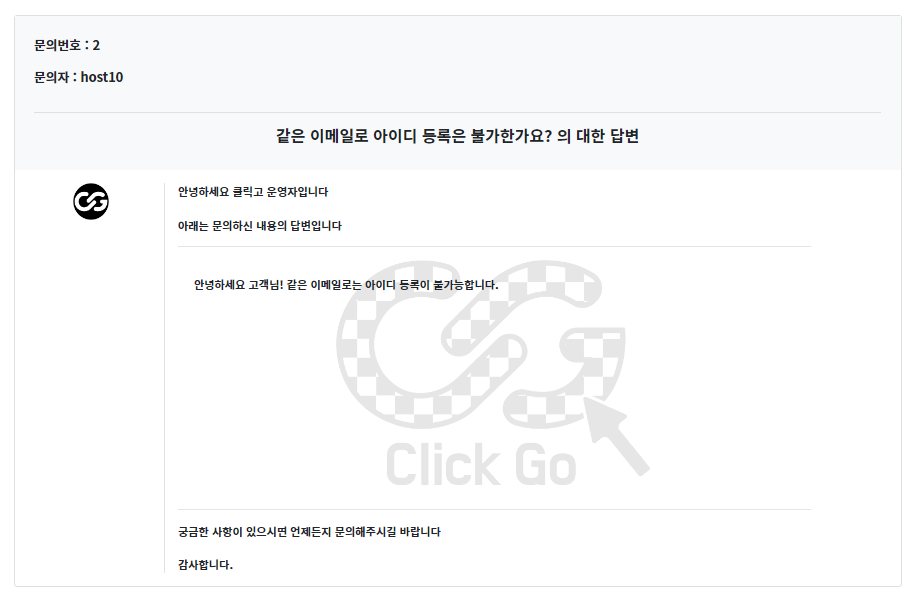 문의번호 : 2
문의자 : host10
같은 이메일로 아이디 등록은 불가한가요? 의 대한 답변
CG
안녕하세요 클릭고 운영자입니다
아래는 문의하신 내용의 답변입니다
안녕하세요 고객님! 같은 이메일로는 아이디 등록이 불가능합니다.
CG
Click Go
궁금한 사항이 있으시면 언제든지 문의해주시길 바랍니다
감사합니다.